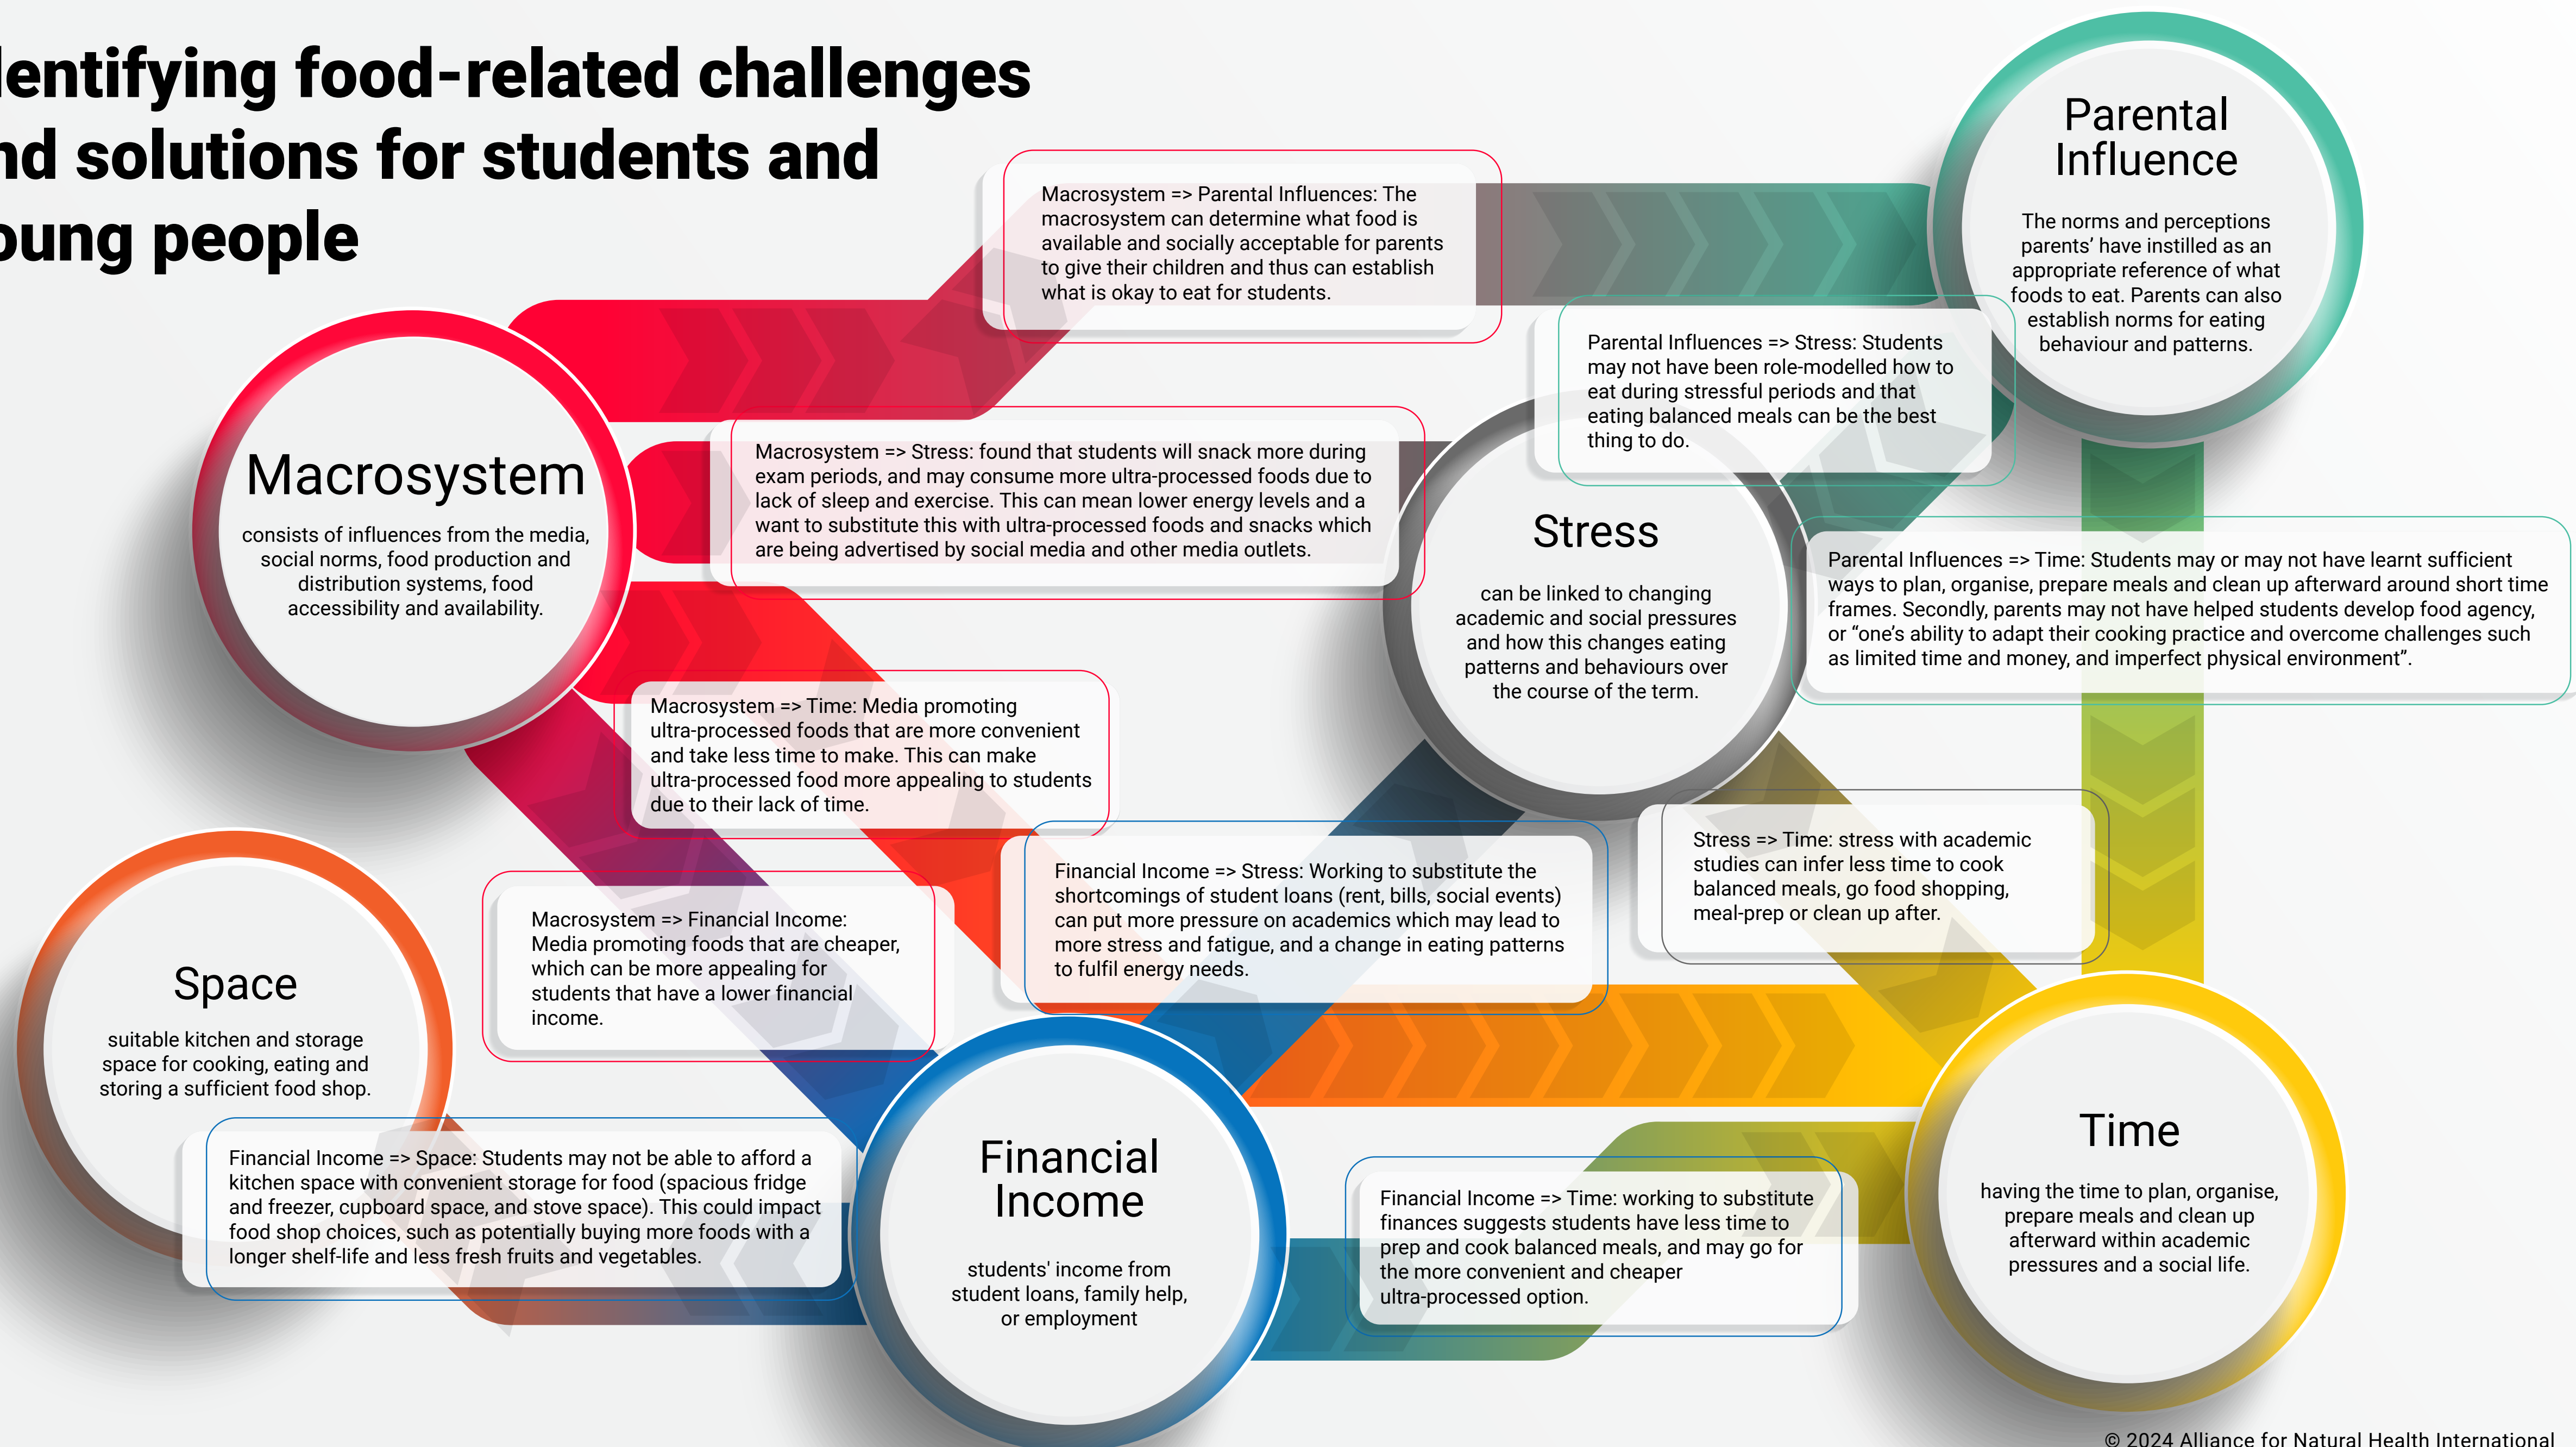 dentifying food-related challenges
nd solutions for students and
oung people
Parental
Influence
The norms and perceptions
parents’ have instilled as an
appropriate reference of what
foods to eat. Parents can also
establish norms for eating
behaviour and patterns.
Macrosystem => Parental Influences: The
macrosystem can determine what food is
available and socially acceptable for parents
to give their children and thus can establish
what is okay to eat for students.
Parental Influences => Stress: Students
may not have been role-modelled how to
eat during stressful periods and that
eating balanced meals can be the best
thing to do.
Macrosystem
consists of influences from the media,
social norms, food production and
distribution systems, food
accessibility and availability.
Macrosystem => Stress: found that students will snack more during
exam periods, and may consume more ultra-processed foods due to
lack of sleep and exercise. This can mean lower energy levels and a
want to substitute this with ultra-processed foods and snacks which
are being advertised by social media and other media outlets.
Stress
can be linked to changing
academic and social pressures
and how this changes eating
patterns and behaviours over
the course of the term.
Parental Influences => Time: Students may or may not have learnt sufficient
ways to plan, organise, prepare meals and clean up afterward around short time
frames. Secondly, parents may not have helped students develop food agency,
or “one’s ability to adapt their cooking practice and overcome challenges such
as limited time and money, and imperfect physical environment”.
Macrosystem => Time: Media promoting
ultra-processed foods that are more convenient
and take less time to make. This can make
ultra-processed food more appealing to students
due to their lack of time.
Stress => Time: stress with academic
studies can infer less time to cook
balanced meals, go food shopping,
meal-prep or clean up after.
Financial Income => Stress: Working to substitute the
shortcomings of student loans (rent, bills, social events)
can put more pressure on academics which may lead to
more stress and fatigue, and a change in eating patterns
to fulfil energy needs.
Macrosystem => Financial Income:
Media promoting foods that are cheaper,
which can be more appealing for
students that have a lower financial
income.
Space
suitable kitchen and storage
space for cooking, eating and
storing a sufficient food shop.
Financial Income => Space: Students may not be able to afford a
kitchen space with convenient storage for food (spacious fridge
and freezer, cupboard space, and stove space). This could impact
food shop choices, such as potentially buying more foods with a
longer shelf-life and less fresh fruits and vegetables.
Financial
Income
students' income from
student loans, family help,
or employment
Financial Income => Time: working to substitute
finances suggests students have less time to
prep and cook balanced meals, and may go for
the more convenient and cheaper
ultra-processed option.
Time
having the time to plan, organise,
prepare meals and clean up
afterward within academic
pressures and a social life.
© 2024 Alliance for Natural Health International